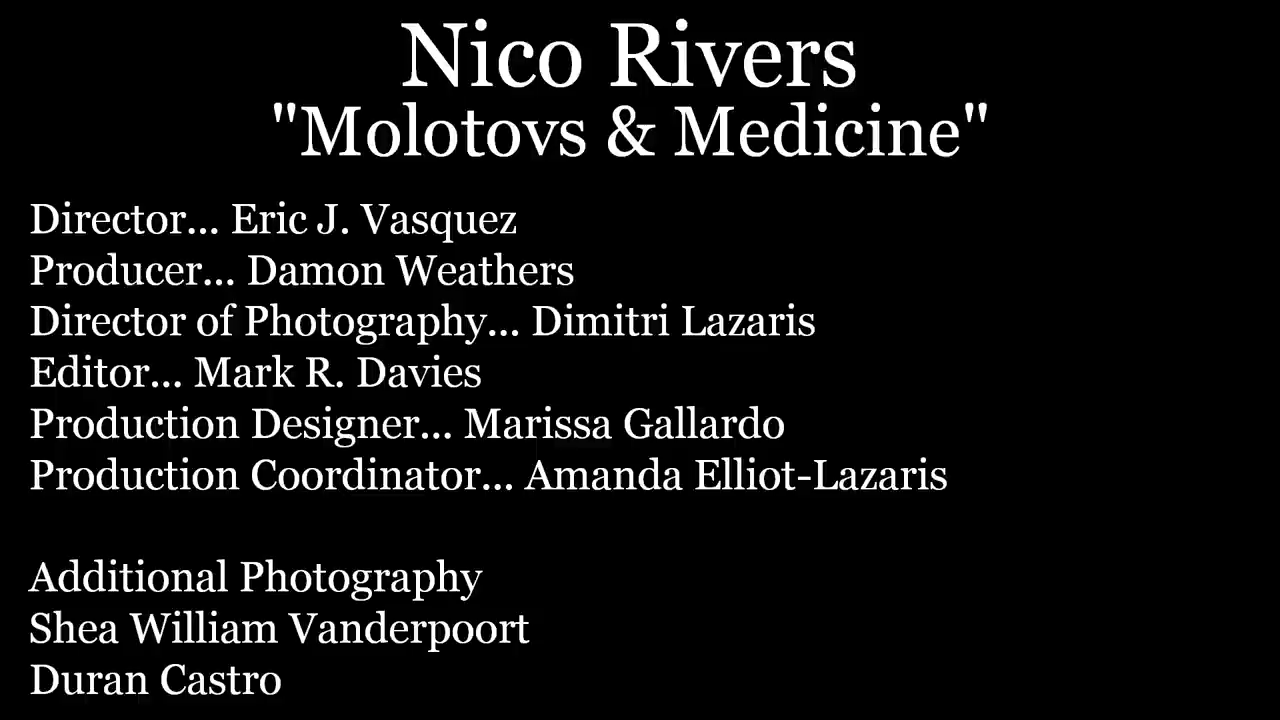 Nico Rivers
"Molotovs & Medicine"
Director... Eric J. Vasquez
Producer... Damon Weathers
Director of Photography... Dimitri Lazaris
Editor... Mark R. Davies
Production Designer... Marissa Gallardo
Production Coordinator... Amanda Elliot-Lazaris
Additional Photography
Shea William Vanderpoort
Duran Castro